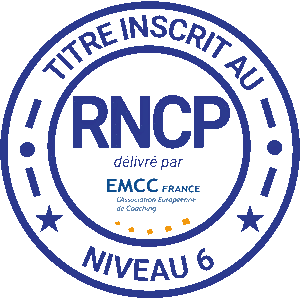 TITRE INSCRIT AU
RNCP
délivré par
EMCC FRANCE
L'Association Européenne
de Coaching
NIVEAU 6